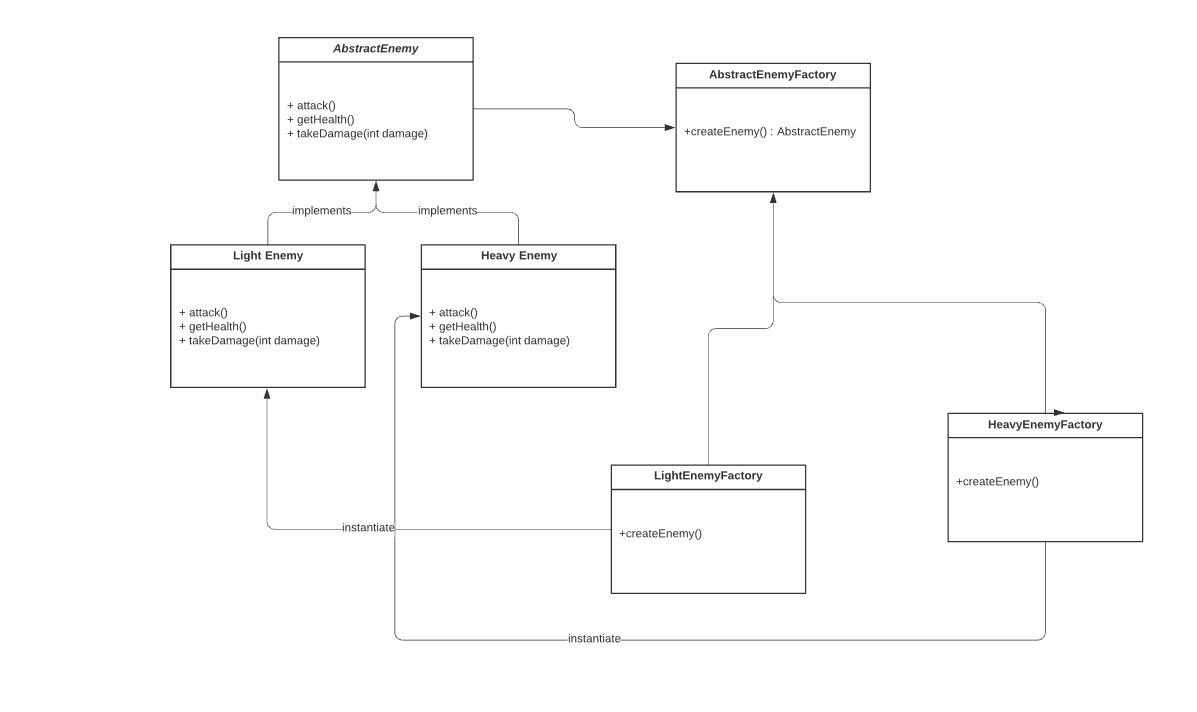 AbstractEnemy
+ attack()
+ getHealth()
+ takeDamage(int damage)
AbstractEnemyFactory
+createEnemy() : AbstractEnemy
implements
implements
Light Enemy
+ attack()
+ getHealth()
+ takeDamage(int damage)
Heavy Enemy
+ attack()
+ getHealth()
+ takeDamage(int damage)
HeavyEnemyFactory
+createEnemy()
LightEnemyFactory
+createEnemy()
instantiate
instantiate